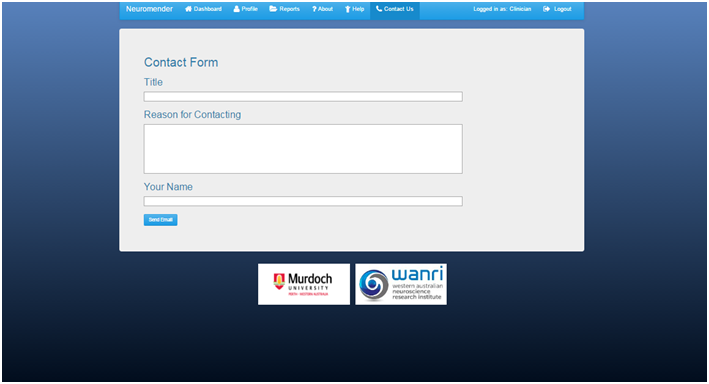 Neuromender Dashboard Profile Reports ? About Help Contact Us Logged in as: Clinician Logout
Contact Form
Title
Reason for Contacting
Your Name
Send Email
Murdoch
UNIVERSITY
PERTH · WESTERN AUSTRALIA
wanri
western australian
neuroscience
research institute